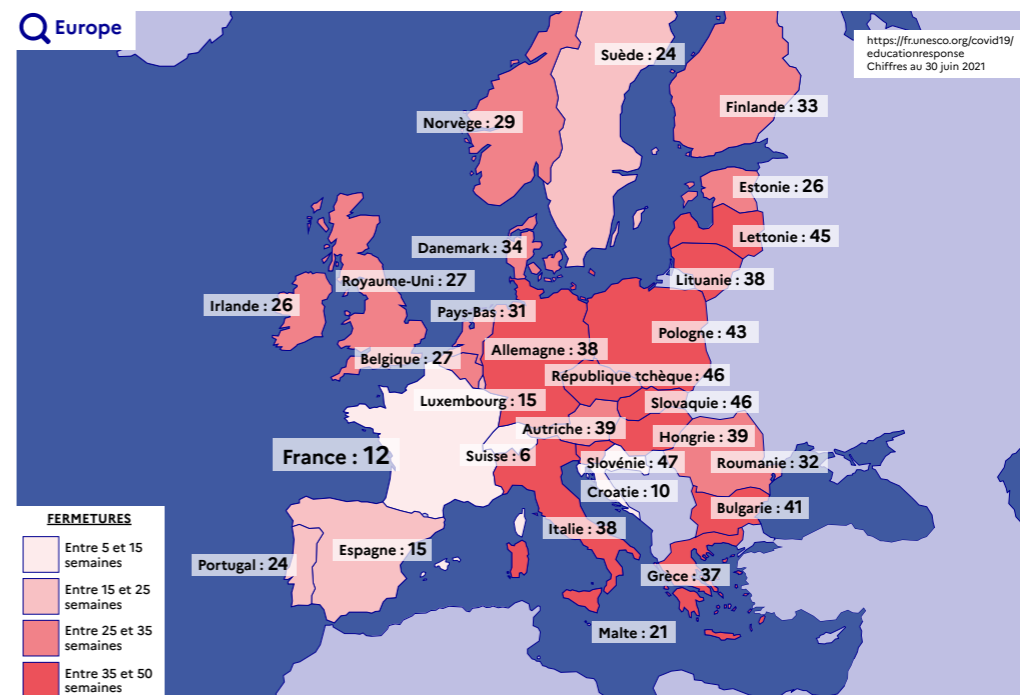 Europe
https://fr.unesco.org/covid19/
educationresponse
Chiffres au 30 juin 2021
Suède : 24
Finlande : 33
Norvège : 29
Estonie : 26
Lettonie : 45
Danemark : 34
Lituanie : 38
Royaume-Uni : 27
Irlande : 26
Pays-Bas : 31
Pologne : 43
Allemagne : 38
Belgique : 27
République tchèque : 46
Luxembourg : 15
Slovaquie : 46
Autriche : 39
Hongrie : 39
France : 12
Suisse : 6
Slovénie : 47
Roumanie : 32
Croatie : 10
Bulgarie : 41
Italie : 38
Espagne : 15
Portugal : 24
Grèce : 37
Malte : 21
FERMETURES
Entre 5 et 15
semaines
Entre 15 et 25
semaines
Entre 25 et 35
semaines
Entre 35 et 50
semaines